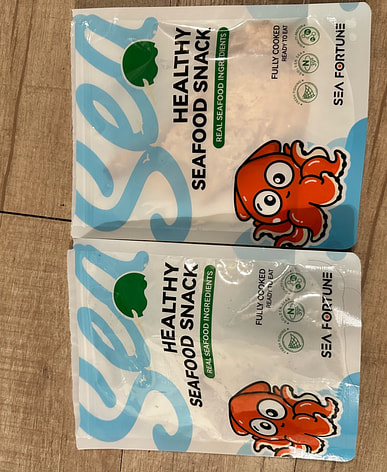 Sea
HEALTHY
SEAFOOD SNACK
REAL SEAFOOD INGREDIENTS
FULLY COOKED
READY TO EAT
SEA FORTUNE
Sea
HEALTHY
SEAFOOD SNACK
REAL SEAFOOD INGREDIENTS
FULLY COOKED
READY TO EAT
SEA FORTUNE